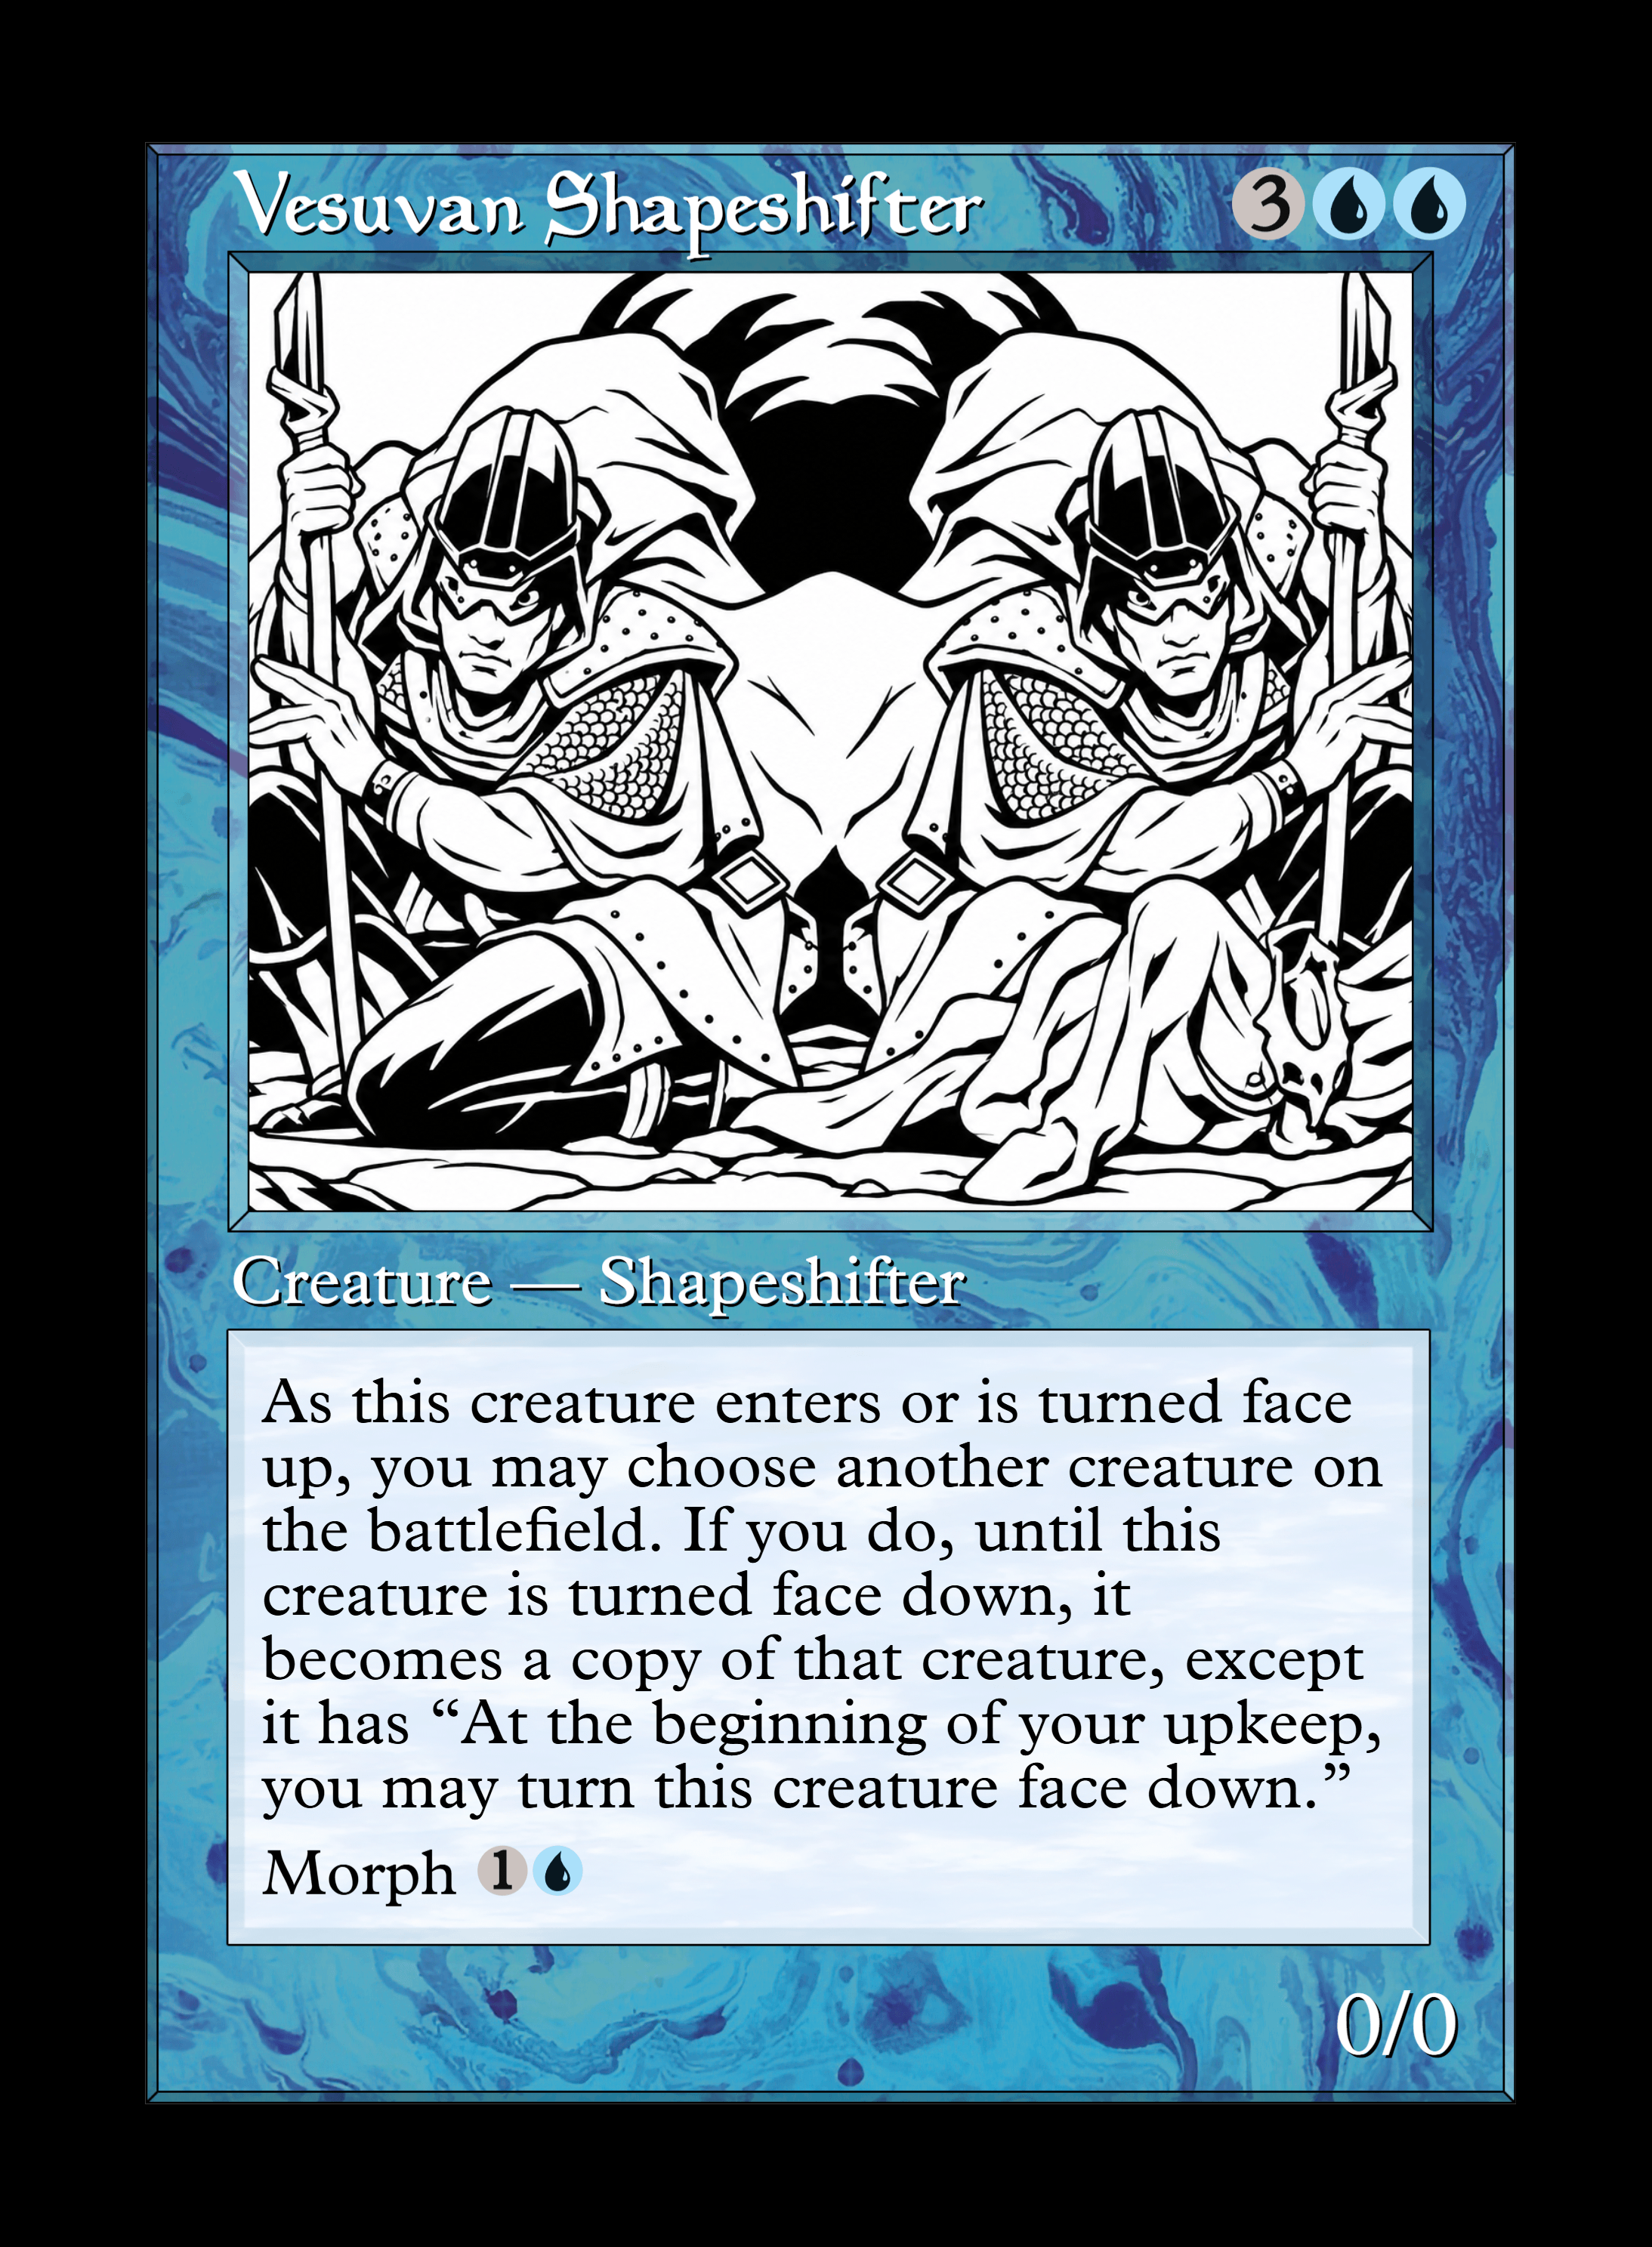 Vesuvan Shapeshifter 3
Creature — Shapeshifter
As this creature enters or is turned face
up, you may choose another creature on
the battlefield. If you do, until this
creature is turned face down, it
becomes a copy of that creature, except
it has “At the beginning of your upkeep,
you may turn this creature face down.”
Morph 1
0/0